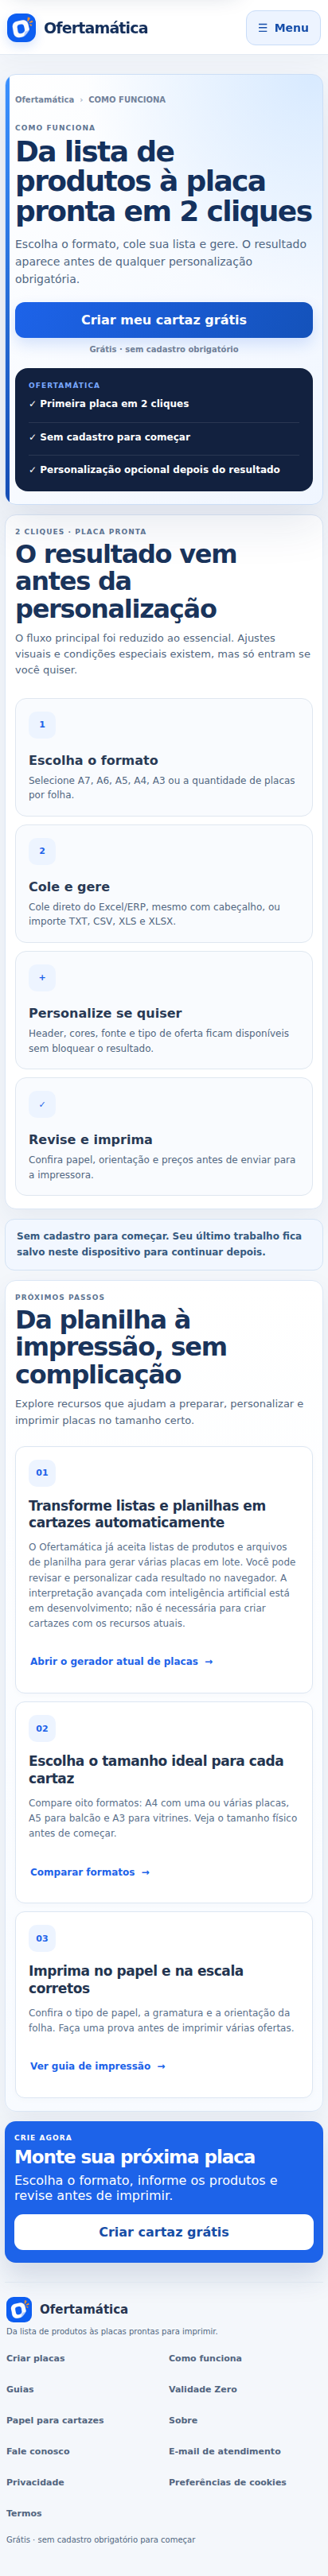 Ofertamática
☰ Menu
Ofertamática › COMO FUNCIONA
COMO FUNCIONA
Da lista de
produtos à placa
pronta em 2 cliques
Escolha o formato, cole sua lista e gere. O resultado
aparece antes de qualquer personalização
obrigatória.
Criar meu cartaz grátis
Grátis · sem cadastro obrigatório
OFERTAMÁTICA
✓ Primeira placa em 2 cliques
✓ Sem cadastro para começar
✓ Personalização opcional depois do resultado
2 CLIQUES · PLACA PRONTA
O resultado vem
antes da
personalização
O fluxo principal foi reduzido ao essencial. Ajustes
visuais e condições especiais existem, mas só entram se
você quiser.
1
Escolha o formato
Selecione A7, A6, A5, A4, A3 ou a quantidade de placas
por folha.
2
Cole e gere
Cole direto do Excel/ERP, mesmo com cabeçalho, ou
importe TXT, CSV, XLS e XLSX.
+
Personalize se quiser
Header, cores, fonte e tipo de oferta ficam disponíveis
sem bloquear o resultado.
✓
Revise e imprima
Confira papel, orientação e preços antes de enviar para
a impressora.
Sem cadastro para começar. Seu último trabalho fica
salvo neste dispositivo para continuar depois.
PRÓXIMOS PASSOS
Da planilha à
impressão, sem
complicação
Explore recursos que ajudam a preparar, personalizar e
imprimir placas no tamanho certo.
01
Transforme listas e planilhas em
cartazes automaticamente
O Ofertamática já aceita listas de produtos e arquivos
de planilha para gerar várias placas em lote. Você pode
revisar e personalizar cada resultado no navegador. A
interpretação avançada com inteligência artificial está
em desenvolvimento; não é necessária para criar
cartazes com os recursos atuais.
Abrir o gerador atual de placas →
02
Escolha o tamanho ideal para cada
cartaz
Compare oito formatos: A4 com uma ou várias placas,
A5 para balcão e A3 para vitrines. Veja o tamanho físico
antes de começar.
Comparar formatos →
03
Imprima no papel e na escala
corretos
Confira o tipo de papel, a gramatura e a orientação da
folha. Faça uma prova antes de imprimir várias ofertas.
Ver guia de impressão →
CRIE AGORA
Monte sua próxima placa
Escolha o formato, informe os produtos e
revise antes de imprimir.
Criar cartaz grátis
Ofertamática
Da lista de produtos às placas prontas para imprimir.
Criar placas
Como funciona
Guias
Validade Zero
Papel para cartazes
Sobre
Fale conosco
E-mail de atendimento
Privacidade
Preferências de cookies
Termos
Grátis · sem cadastro obrigatório para começar